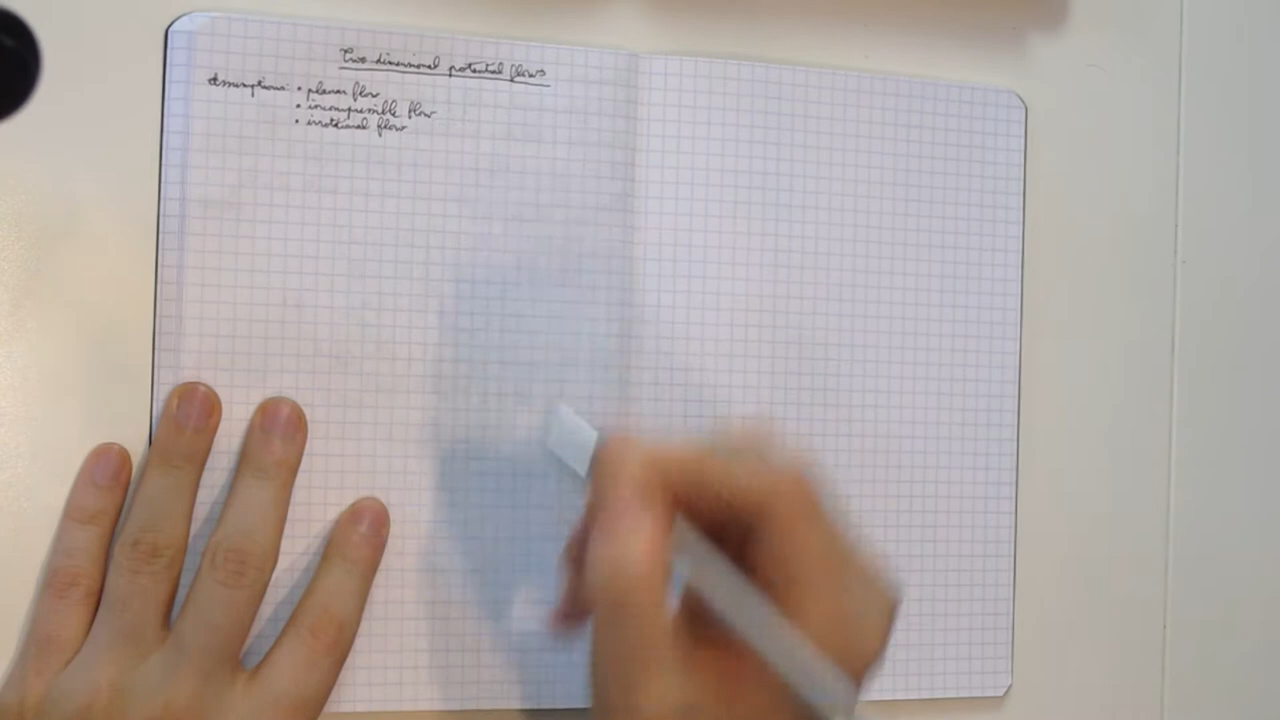 Two-dimensional potential flows
Assumptions: • planar flow
• incompressible flow
• irrotational flow